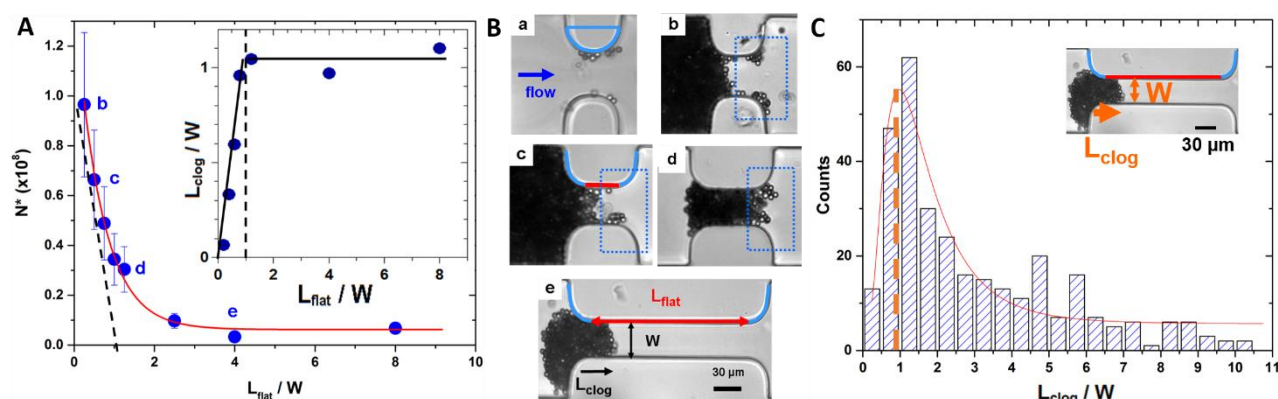 A
N* (x10⁸)
1.2
1.0
0.8
0.6
0.4
0.2
0.0
0 2 4 6 8 10
L_flat / W
b
c
d
e
L_clog / W
1
0
0 2 4 6 8
L_flat / W
B
a
flow
b
c
d
e
L_flat
W
L_clog
30 µm
C
Counts
60
40
20
0
0 1 2 3 4 5 6 7 8 9 10 11
L_clog / W
W
L_clog
30 µm